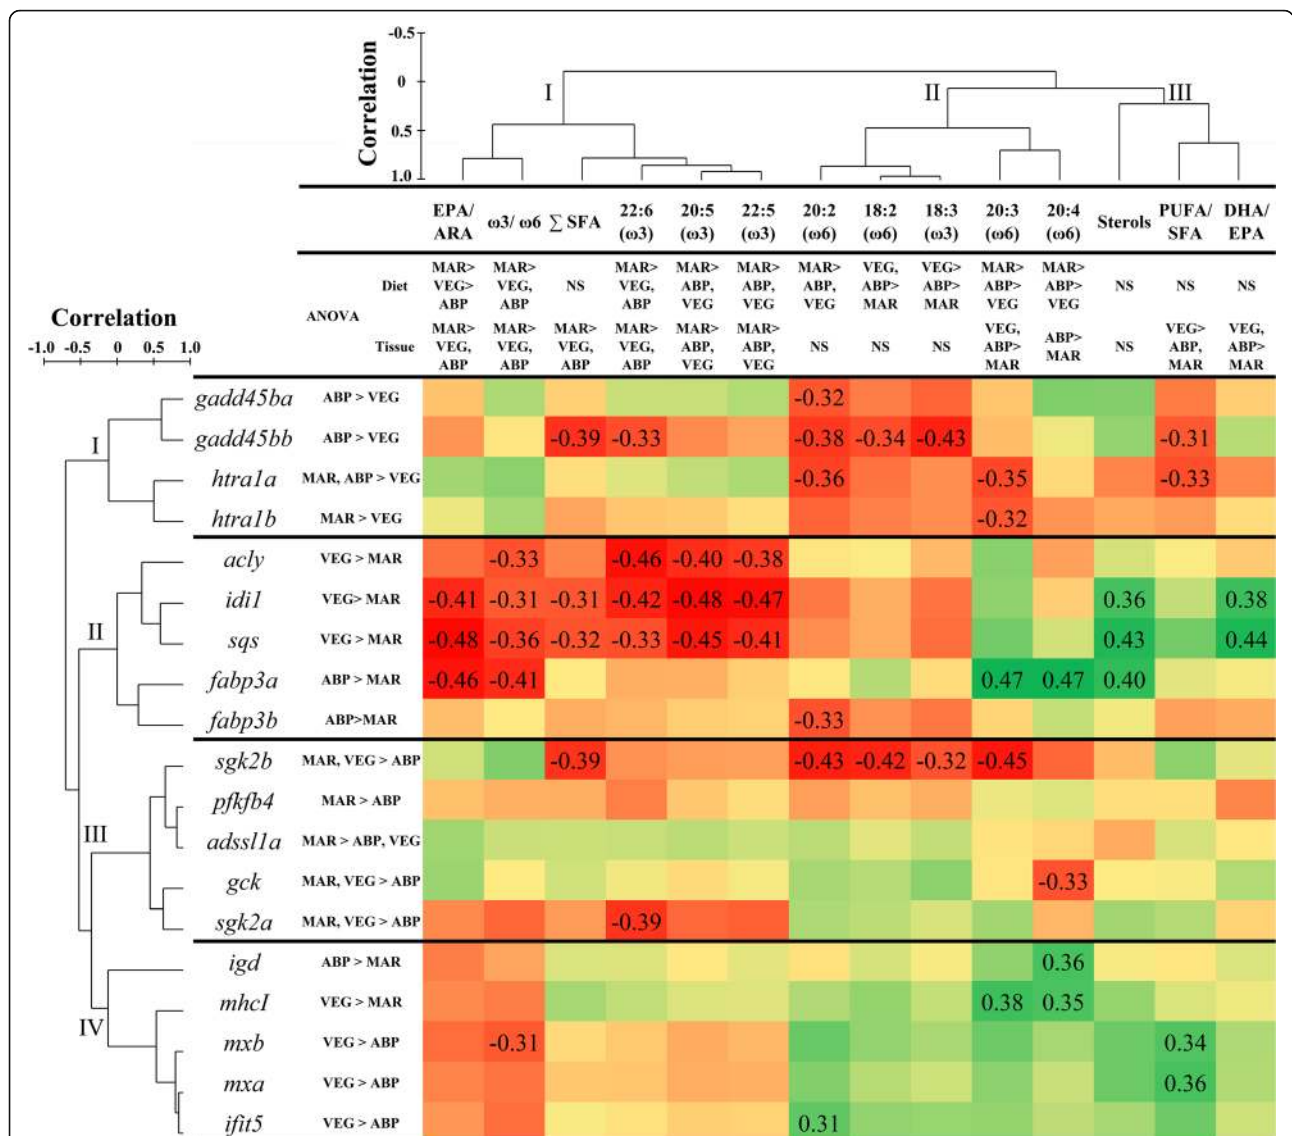 -0.5
0
0.5
1.0
Correlation
I
II
III
EPA/ ω3/ ω6 ∑ SFA 22:6 20:5 22:5 20:2 18:2 18:3 20:3 20:4 Sterols PUFA/ DHA/
ARA (ω3) (ω3) (ω3) (ω6) (ω6) (ω3) (ω6) (ω6) SFA EPA
ANOVA
Diet
MAR> VEG> ABP
MAR> VEG, ABP
NS
MAR> VEG, ABP
MAR> ABP, VEG
MAR> ABP, VEG
MAR> ABP, VEG
VEG, ABP> MAR
VEG> ABP> MAR
MAR> ABP> VEG
MAR> ABP> VEG
NS
NS
NS
Tissue
MAR> VEG, ABP
MAR> VEG, ABP
MAR> VEG, ABP
MAR> VEG, ABP
MAR> ABP, VEG
MAR> ABP, VEG
NS
NS
NS
VEG, ABP> MAR
ABP> MAR
NS
VEG> ABP, MAR
VEG, ABP> MAR
Correlation
-1.0 -0.5 0 0.5 1.0
I
II
III
IV
gadd45ba ABP > VEG -0.32
gadd45bb ABP > VEG -0.39 -0.33 -0.38 -0.34 -0.43 -0.31
htra1a MAR, ABP > VEG -0.36 -0.35 -0.33
htra1b MAR > VEG -0.32
acly VEG > MAR -0.33 -0.46 -0.40 -0.38
idi1 VEG> MAR -0.41 -0.31 -0.31 -0.42 -0.48 -0.47 0.36 0.38
sqs VEG > MAR -0.48 -0.36 -0.32 -0.33 -0.45 -0.41 0.43 0.44
fabp3a ABP > MAR -0.46 -0.41 0.47 0.47 0.40
fabp3b ABP>MAR -0.33
sgk2b MAR, VEG > ABP -0.39 -0.43 -0.42 -0.32 -0.45
pfkfb4 MAR > ABP
adssl1a MAR > ABP, VEG
gck MAR, VEG > ABP -0.33
sgk2a MAR, VEG > ABP -0.39
igd ABP > MAR 0.36
mhcI VEG > MAR 0.38 0.35
mxb VEG > ABP -0.31 0.34
mxa VEG > ABP 0.36
ifit5 VEG > ABP 0.31